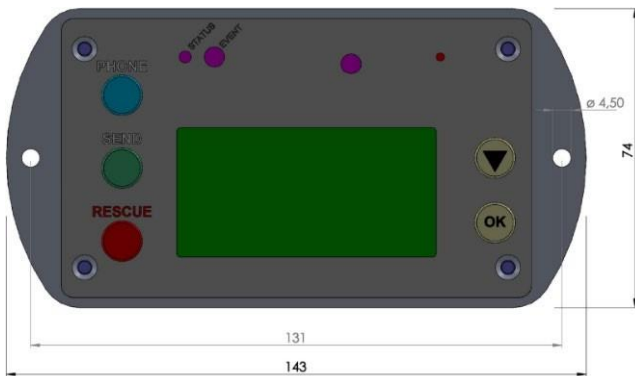 STATUS
EVENT
PHONE
SEND
RESCUE
OK
ø 4,50
74
131
143